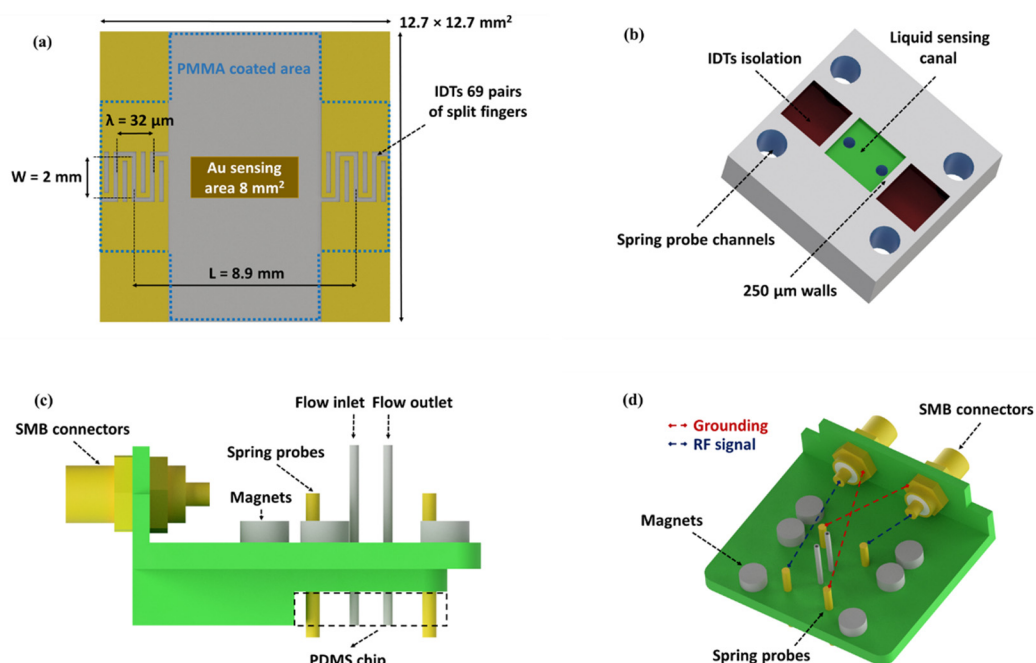 (a)
12.7 × 12.7 mm²
PMMA coated area
λ = 32 µm
IDTs 69 pairs
of split fingers
W = 2 mm
Au sensing
area 8 mm²
L = 8.9 mm
(b)
Liquid sensing
canal
IDTs isolation
Spring probe channels
250 µm walls
(c)
Flow inlet
Flow outlet
SMB connectors
Spring probes
Magnets
PDMS chip
(d)
SMB connectors
Grounding
RF signal
Magnets
Spring probes